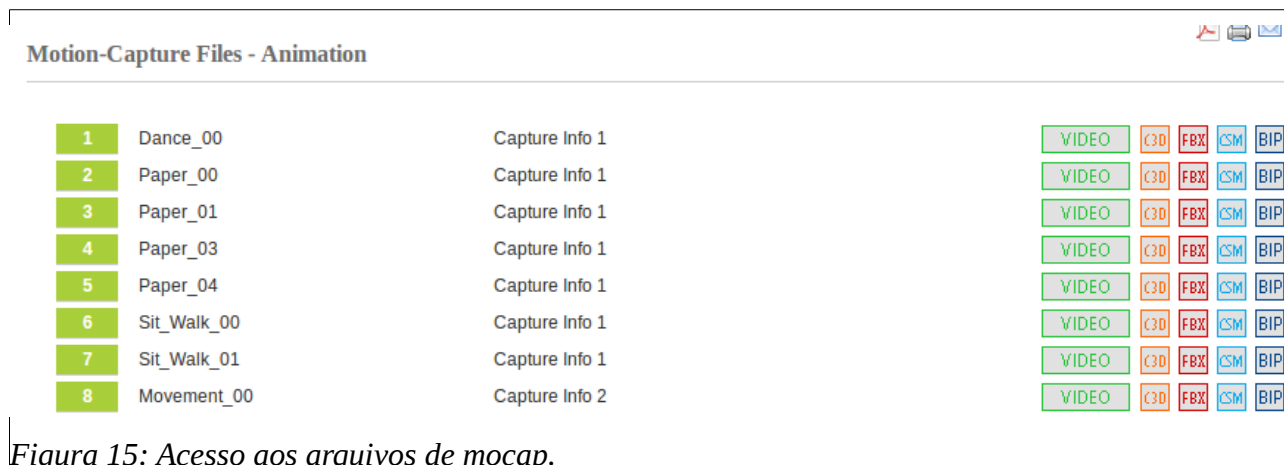 Motion-Capture Files - Animation
1 Dance_00 Capture Info 1 VIDEO C3D FBX CSM BIP
2 Paper_00 Capture Info 1 VIDEO C3D FBX CSM BIP
3 Paper_01 Capture Info 1 VIDEO C3D FBX CSM BIP
4 Paper_03 Capture Info 1 VIDEO C3D FBX CSM BIP
5 Paper_04 Capture Info 1 VIDEO C3D FBX CSM BIP
6 Sit_Walk_00 Capture Info 1 VIDEO C3D FBX CSM BIP
7 Sit_Walk_01 Capture Info 1 VIDEO C3D FBX CSM BIP
8 Movement_00 Capture Info 2 VIDEO C3D FBX CSM BIP
Figura 15: Acesso aos arquivos de mocap.